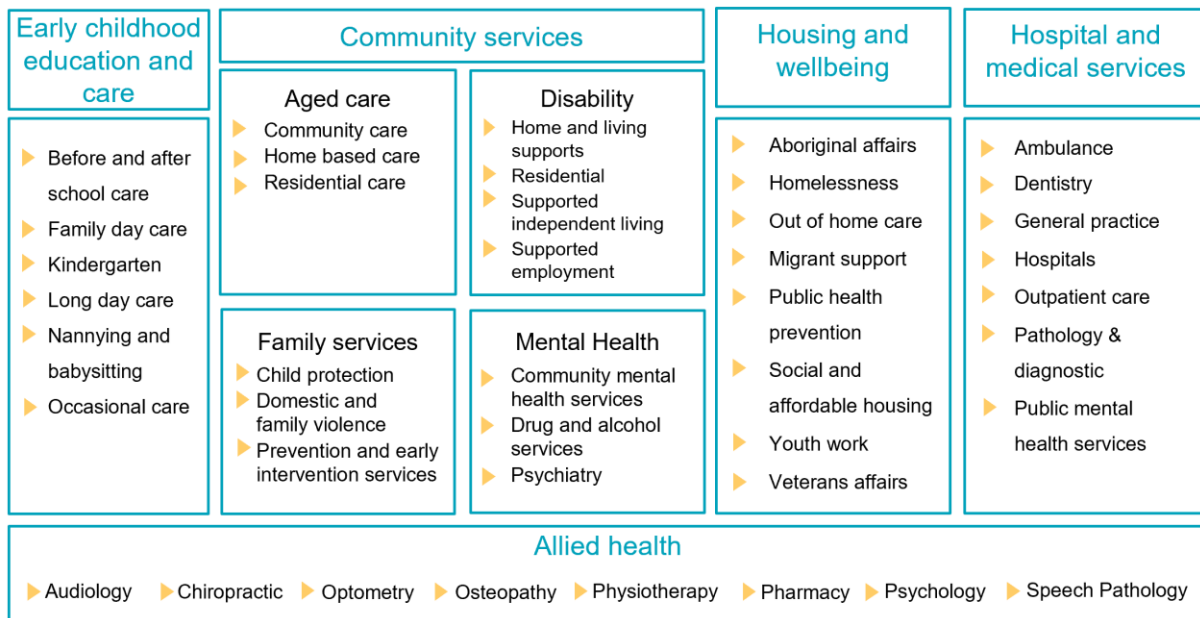 Early childhood
education and
care
Before and after
school care
Family day care
Kindergarten
Long day care
Nannying and
babysitting
Occasional care
Community services
Aged care
Community care
Home based care
Residential care
Disability
Home and living
supports
Residential
Supported
independent living
Supported
employment
Family services
Child protection
Domestic and
family violence
Prevention and early
intervention services
Mental Health
Community mental
health services
Drug and alcohol
services
Psychiatry
Housing and
wellbeing
Aboriginal affairs
Homelessness
Out of home care
Migrant support
Public health
prevention
Social and
affordable housing
Youth work
Veterans affairs
Hospital and
medical services
Ambulance
Dentistry
General practice
Hospitals
Outpatient care
Pathology &
diagnostic
Public mental
health services
Allied health
Audiology Chiropractic Optometry Osteopathy Physiotherapy Pharmacy Psychology Speech Pathology